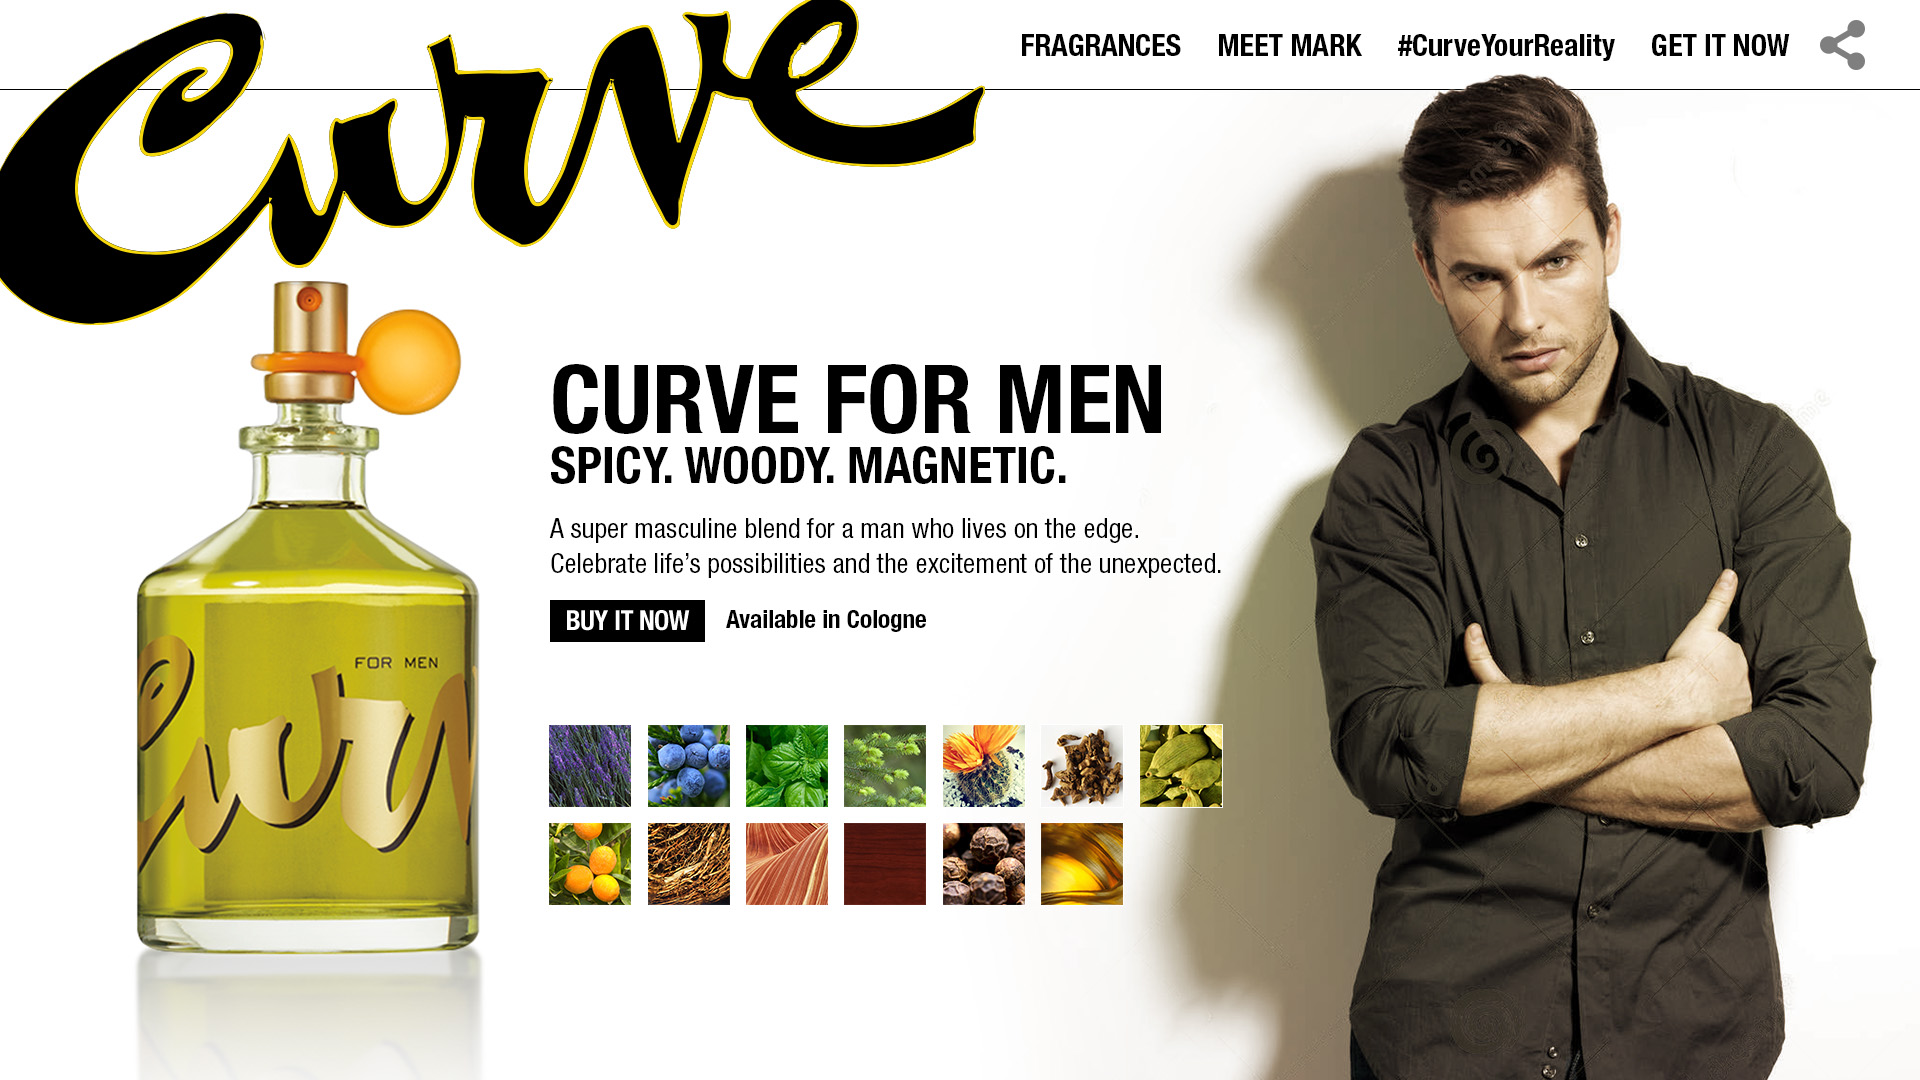 Curve
FRAGRANCES MEET MARK #CurveYourReality GET IT NOW
CURVE FOR MEN
SPICY. WOODY. MAGNETIC.
A super masculine blend for a man who lives on the edge.
Celebrate life’s possibilities and the excitement of the unexpected.
BUY IT NOW Available in Cologne
FOR MEN
Curv